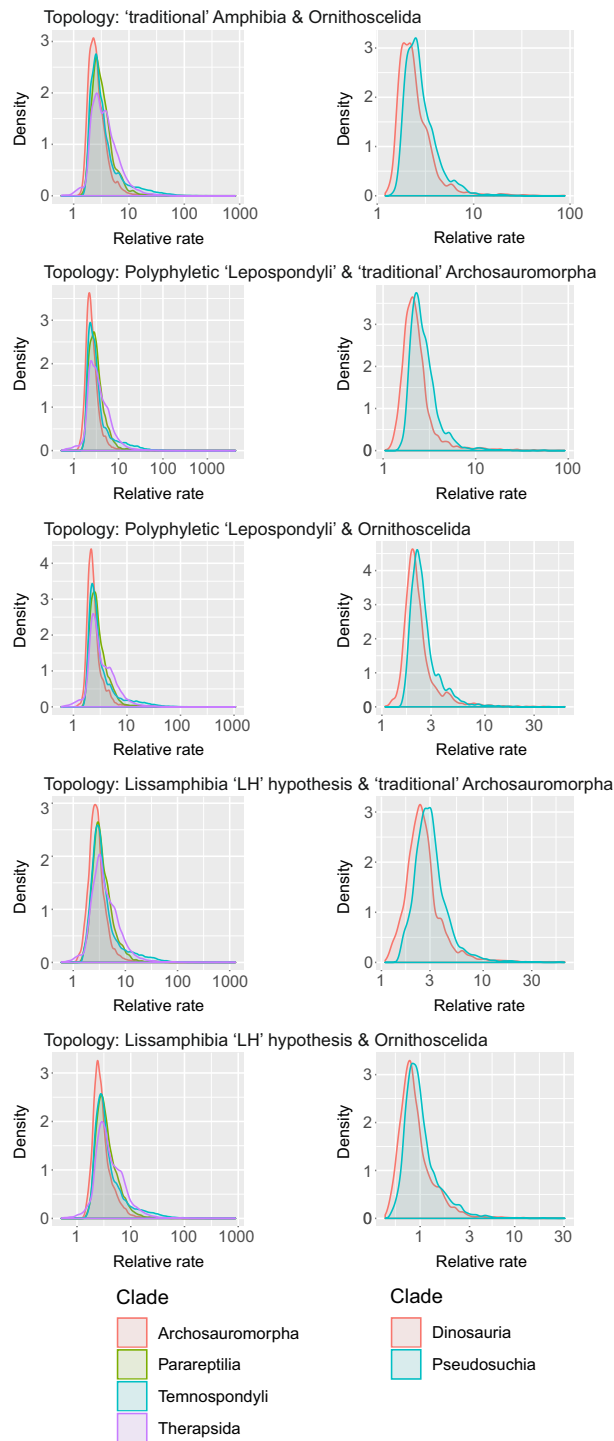 Topology: ‘traditional’ Amphibia & Ornithoscelida
3
2
1
0
Density
1 10 100 1000
Relative rate
3
2
1
0
Density
1 10 100
Relative rate
Topology: Polyphyletic ‘Lepospondyli’ & ‘traditional’ Archosauromorpha
3
2
1
0
Density
1 10 100 1000
Relative rate
3
2
1
0
Density
1 10 100
Relative rate
Topology: Polyphyletic ‘Lepospondyli’ & Ornithoscelida
4
3
2
1
0
Density
1 10 100 1000
Relative rate
4
3
2
1
0
Density
1 3 10 30
Relative rate
Topology: Lissamphibia ‘LH’ hypothesis & ‘traditional’ Archosauromorpha
3
2
1
0
Density
1 10 100 1000
Relative rate
3
2
1
0
Density
1 3 10 30
Relative rate
Topology: Lissamphibia ‘LH’ hypothesis & Ornithoscelida
3
2
1
0
Density
1 10 100 1000
Relative rate
3
2
1
0
Density
1 3 10 30
Relative rate
Clade
Archosauromorpha
Parareptilia
Temnospondyli
Therapsida
Clade
Dinosauria
Pseudosuchia